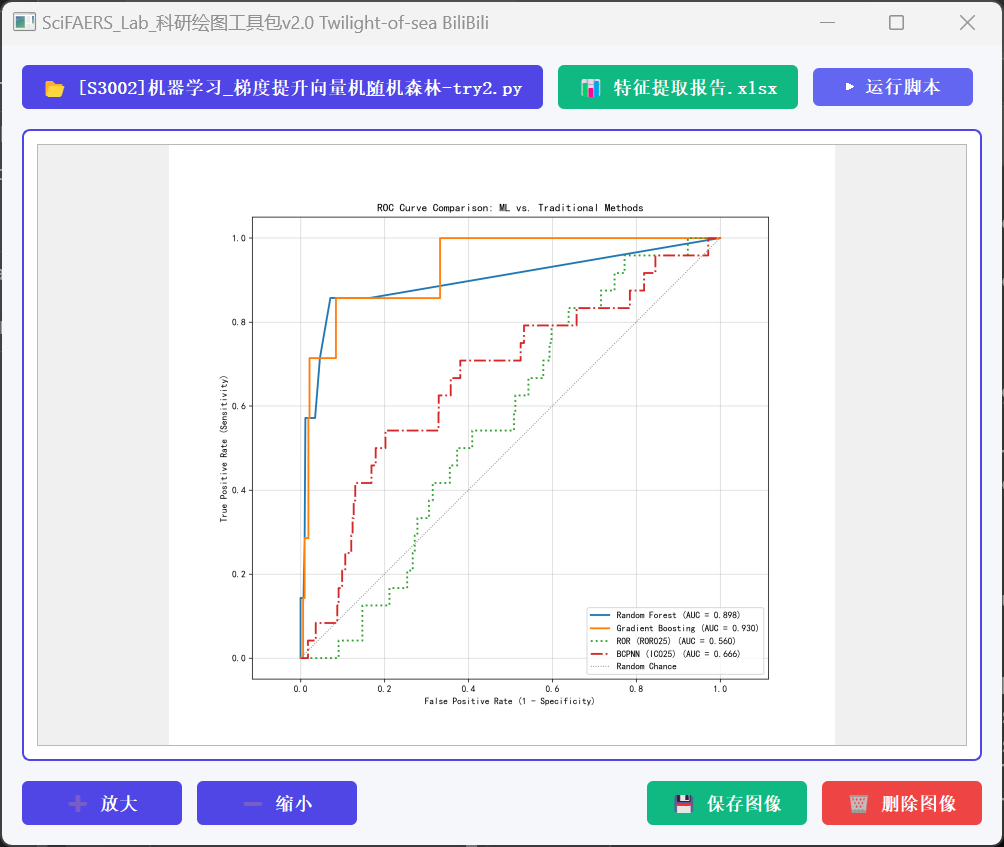 SciFAERS_Lab_科研绘图工具包v2.0 Twilight-of-sea BiliBili
[S3002]机器学习_梯度提升向量机随机森林-try2.py
特征提取报告.xlsx
运行脚本
ROC Curve Comparison: ML vs. Traditional Methods
True Positive Rate (Sensitivity)
1.0
0.8
0.6
0.4
0.2
0.0
Random Forest (AUC = 0.898)
Gradient Boosting (AUC = 0.930)
ROR (ROR025) (AUC = 0.560)
BCPNN (IC025) (AUC = 0.666)
Random Chance
0.0 0.2 0.4 0.6 0.8 1.0
False Positive Rate (1 - Specificity)
放大
缩小
保存图像
删除图像